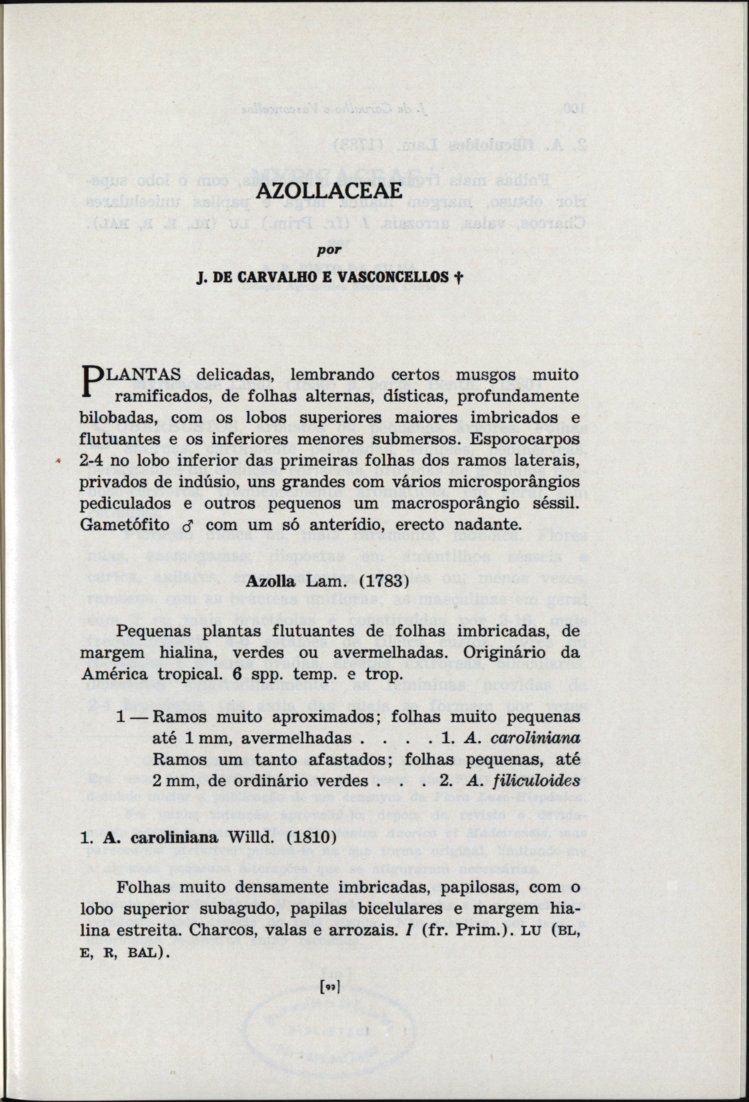 AZOLLACEAE
por
J. DE CARVALHO E VASCONCELLOS †
PLANTAS delicadas, lembrando certos musgos muito
ramificados, de folhas alternas, dísticas, profundamente
bilobadas, com os lobos superiores maiores imbricados e
flutuantes e os inferiores menores submersos. Esporocarpos
2-4 no lobo inferior das primeiras folhas dos ramos laterais,
privados de indúsio, uns grandes com vários microsporângios
pediculados e outros pequenos um macrosporângio séssil.
Gametófito ♂ com um só anterídio, erecto nadante.
Azolla Lam. (1783)
Pequenas plantas flutuantes de folhas imbricadas, de
margem hialina, verdes ou avermelhadas. Originário da
América tropical. 6 spp. temp. e trop.
1 — Ramos muito aproximados; folhas muito pequenas
até 1 mm, avermelhadas . . . . 1. A. caroliniana
Ramos um tanto afastados; folhas pequenas, até
2 mm, de ordinário verdes . . . 2. A. filiculoides
1. A. caroliniana Willd. (1810)
Folhas muito densamente imbricadas, papilosas, com o
lobo superior subagudo, papilas bicelulares e margem hia-
lina estreita. Charcos, valas e arrozais. I (fr. Prim.). LU (BL,
E, R, BAL).
[99]